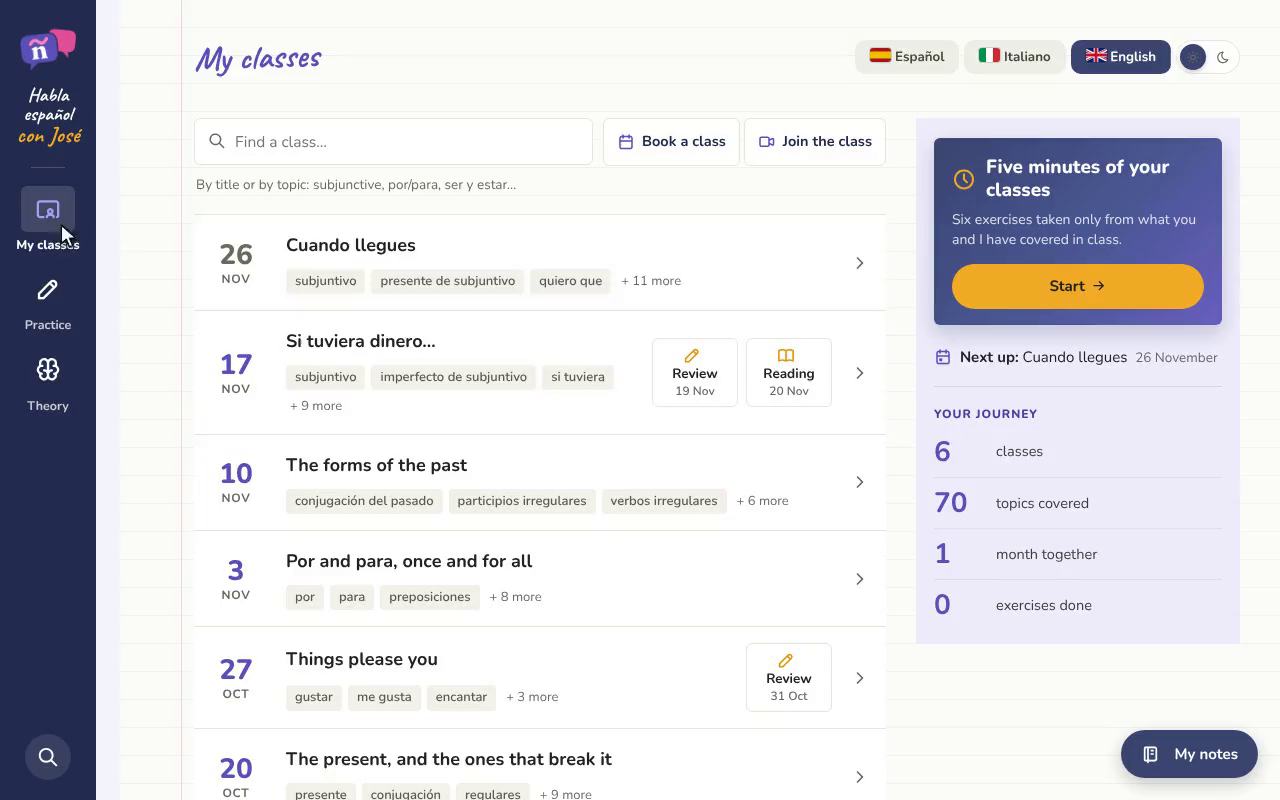 ñ
Habla
español
con José
My classes
Practice
Theory
My classes
Español
Italiano
English
Find a class...
Book a class
Join the class
By title or by topic: subjunctive, por/para, ser y estar...
26
NOV
Cuando llegues
subjuntivo
presente de subjuntivo
quiero que
+ 11 more
17
NOV
Si tuviera dinero...
subjuntivo
imperfecto de subjuntivo
si tuviera
+ 9 more
Review
19 Nov
Reading
20 Nov
10
NOV
The forms of the past
conjugación del pasado
participios irregulares
verbos irregulares
+ 6 more
3
NOV
Por and para, once and for all
por
para
preposiciones
+ 8 more
27
OCT
Things please you
gustar
me gusta
encantar
+ 3 more
Review
31 Oct
20
OCT
The present, and the ones that break it
presente
conjugación
regulares
+ 9 more
Five minutes of your
classes
Six exercises taken only from what you
and I have covered in class.
Start →
Next up: Cuando llegues 26 November
YOUR JOURNEY
6 classes
70 topics covered
1 month together
0 exercises done
My notes